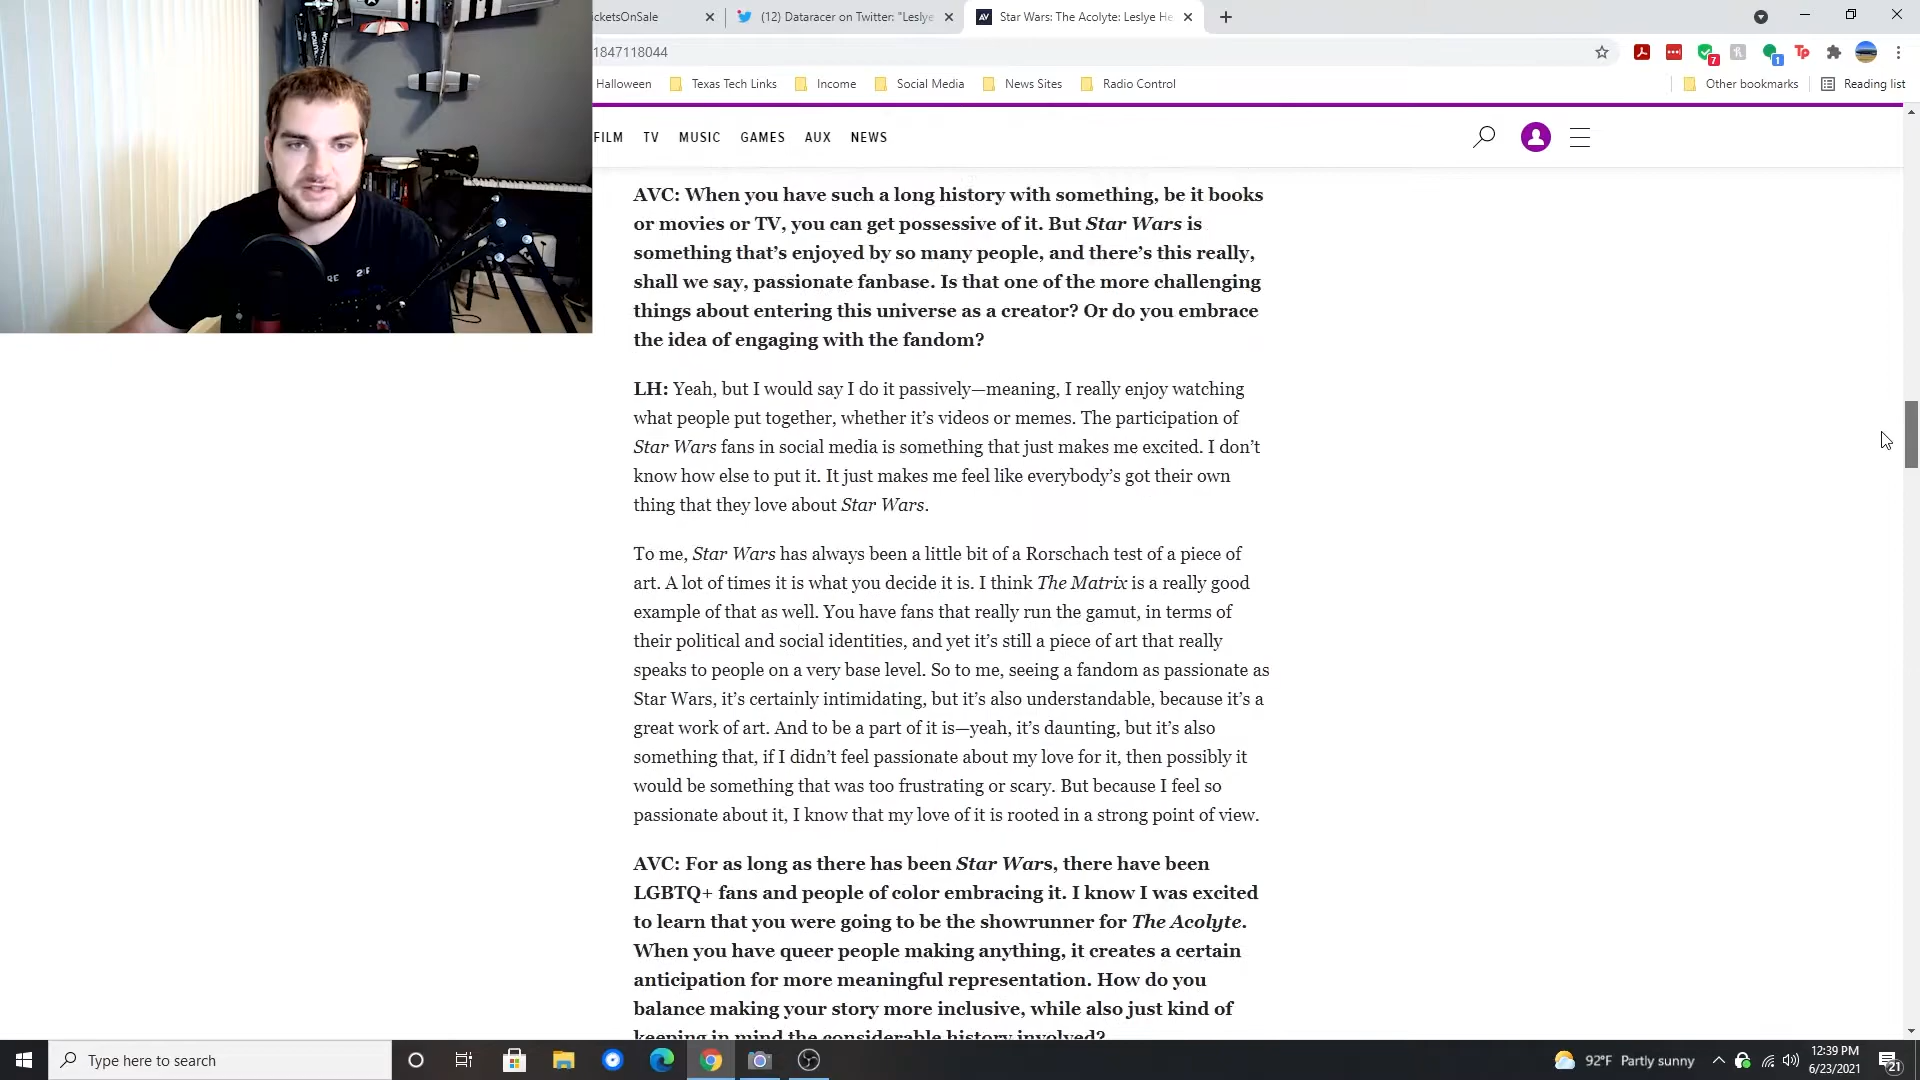 icketsOnSale
(12) Dataracer on Twitter: "Leslye
AV Star Wars: The Acolyte: Leslye He
1847118044
7
1
Tp
Halloween
Texas Tech Links
Income
Social Media
News Sites
Radio Control
Other bookmarks
Reading list
FILM TV MUSIC GAMES AUX NEWS
AVC: When you have such a long history with something, be it books
or movies or TV, you can get possessive of it. But Star Wars is
something that’s enjoyed by so many people, and there’s this really,
shall we say, passionate fanbase. Is that one of the more challenging
things about entering this universe as a creator? Or do you embrace
the idea of engaging with the fandom?
LH: Yeah, but I would say I do it passively—meaning, I really enjoy watching
what people put together, whether it’s videos or memes. The participation of
Star Wars fans in social media is something that just makes me excited. I don’t
know how else to put it. It just makes me feel like everybody’s got their own
thing that they love about Star Wars.
To me, Star Wars has always been a little bit of a Rorschach test of a piece of
art. A lot of times it is what you decide it is. I think The Matrix is a really good
example of that as well. You have fans that really run the gamut, in terms of
their political and social identities, and yet it’s still a piece of art that really
speaks to people on a very base level. So to me, seeing a fandom as passionate as
Star Wars, it’s certainly intimidating, but it’s also understandable, because it’s a
great work of art. And to be a part of it is—yeah, it’s daunting, but it’s also
something that, if I didn’t feel passionate about my love for it, then possibly it
would be something that was too frustrating or scary. But because I feel so
passionate about it, I know that my love of it is rooted in a strong point of view.
AVC: For as long as there has been Star Wars, there have been
LGBTQ+ fans and people of color embracing it. I know I was excited
to learn that you were going to be the showrunner for The Acolyte.
When you have queer people making anything, it creates a certain
anticipation for more meaningful representation. How do you
balance making your story more inclusive, while also just kind of
keeping in mind the considerable history involved?
Type here to search
92°F Partly sunny
12:39 PM
6/23/2021
21